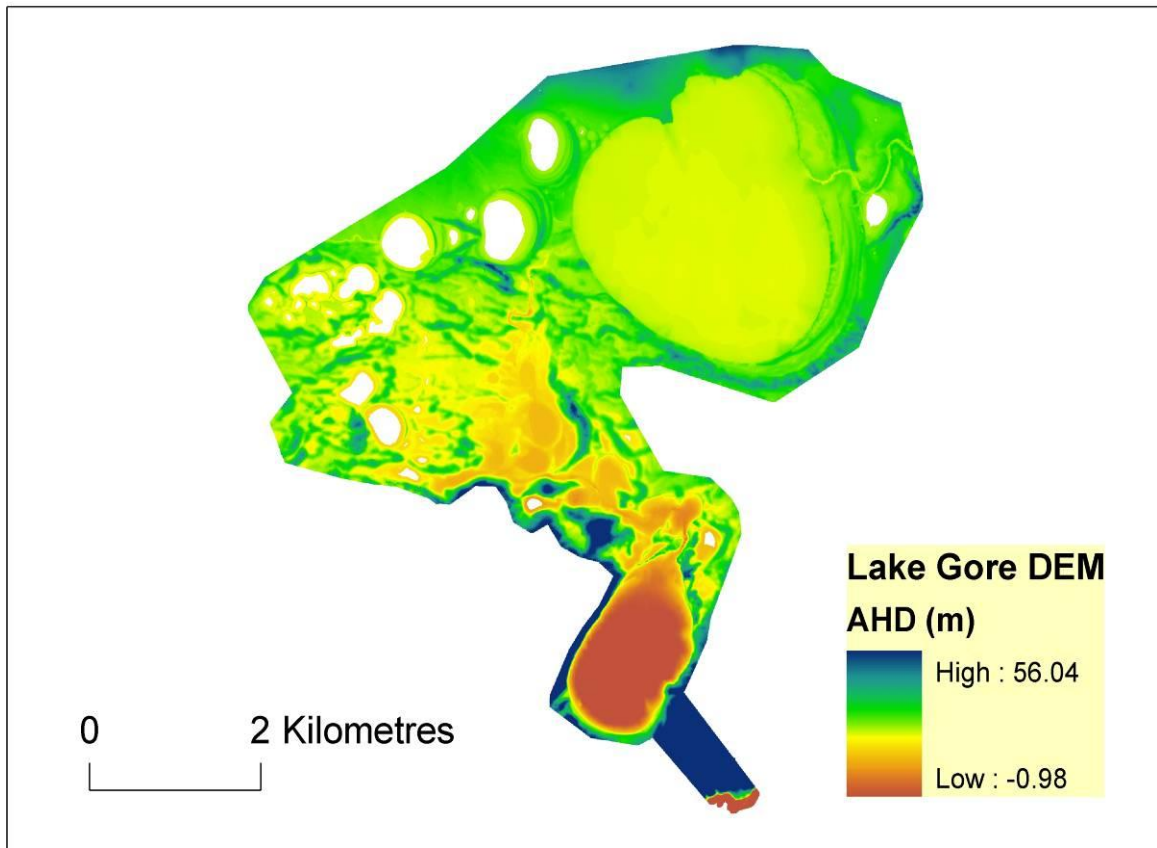 Lake Gore DEM
AHD (m)
High : 56.04
Low : -0.98
0 2 Kilometres